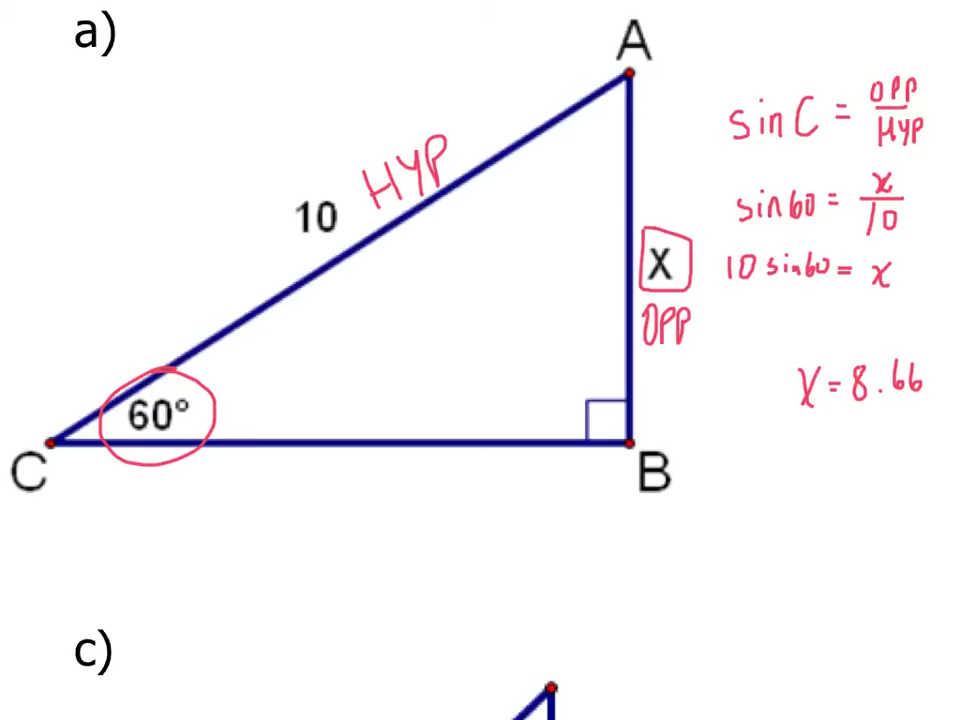 a)
A
sin C = OPP / HYP
HYP
10
sin 60 = x / 10
X
10 sin 60 = x
OPP
x = 8.66
60°
C
B
c)